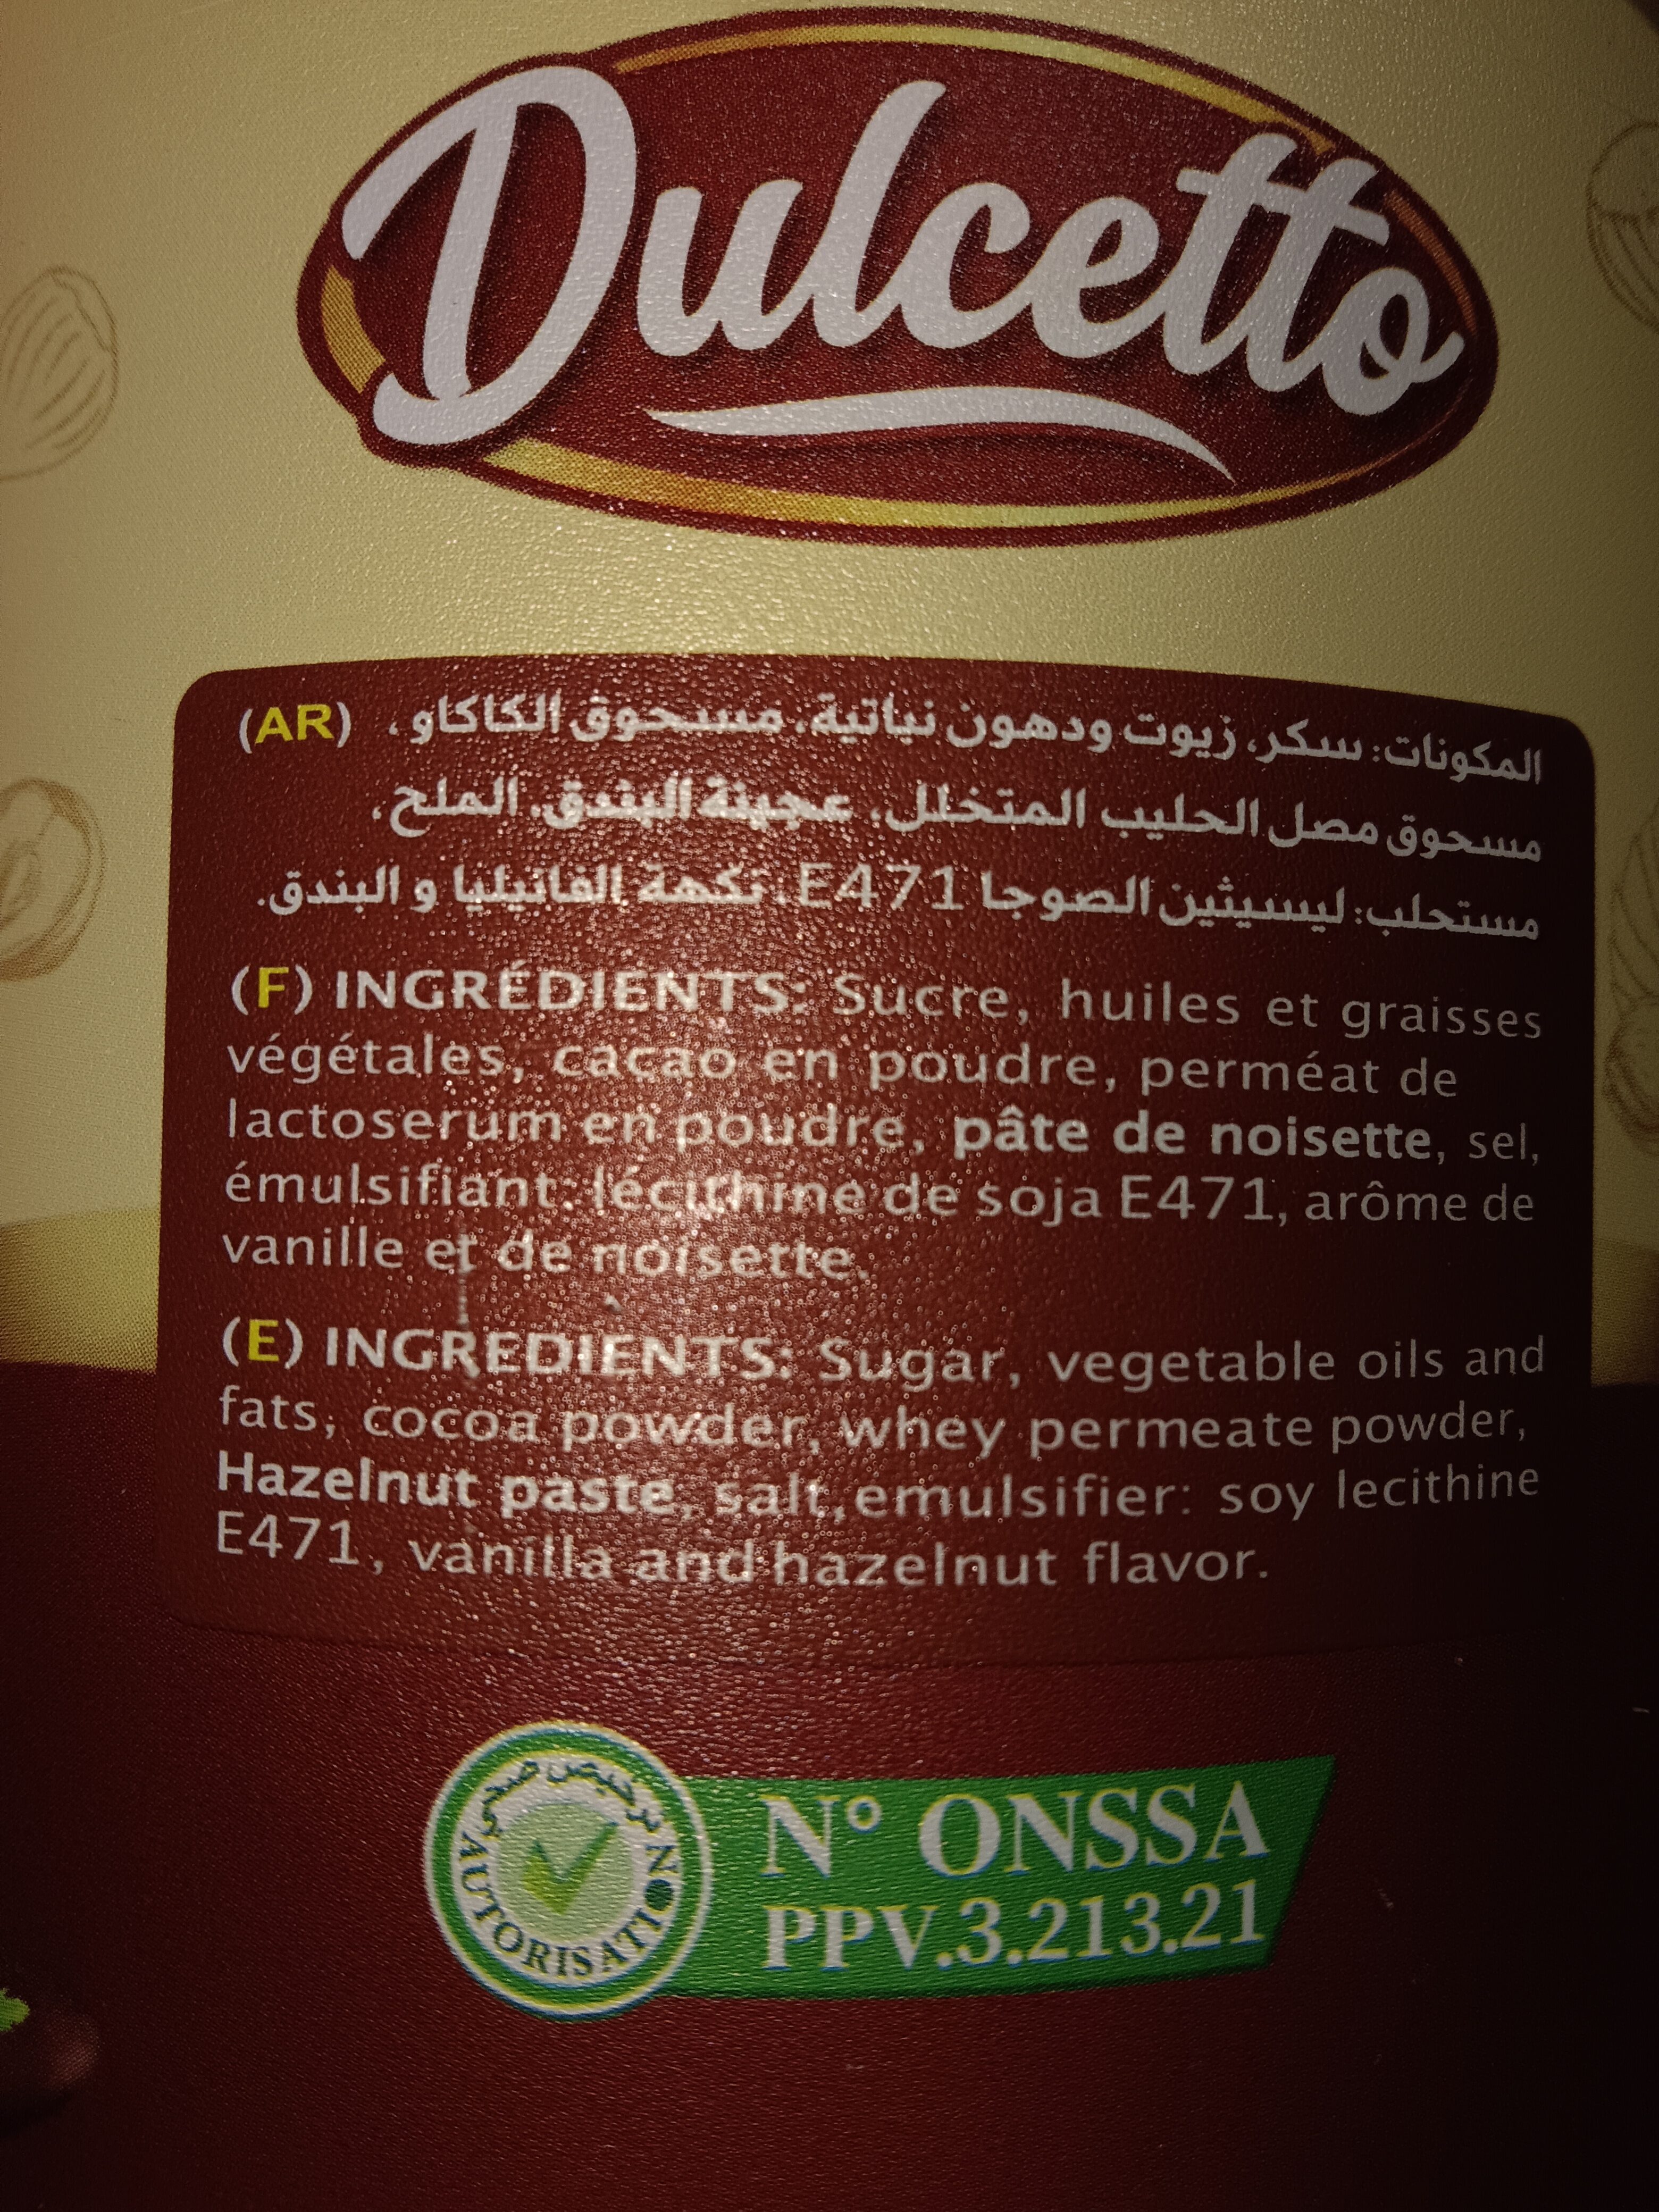 Dulcetto
(AR) المكونات: سكر، زيوت ودهون نباتية، مسحوق الكاكاو،
مسحوق مصل الحليب المتخلل، عجينة البندق، الملح،
مستحلب: ليسيثين الصوجا E471، نكهة الفانيليا و البندق.
(F) INGRÉDIENTS: Sucre, huiles et graisses
végétales, cacao en poudre, perméat de
lactoserum en poudre, pâte de noisette, sel,
émulsifiant: lécithine de soja E471, arôme de
vanille et de noisette.
(E) INGREDIENTS: Sugar, vegetable oils and
fats, cocoa powder, whey permeate powder,
Hazelnut paste, salt, emulsifier: soy lecithine
E471, vanilla and hazelnut flavor.
ترخيص صحي
AUTORISATION
N° ONSSA
PPV.3.213.21